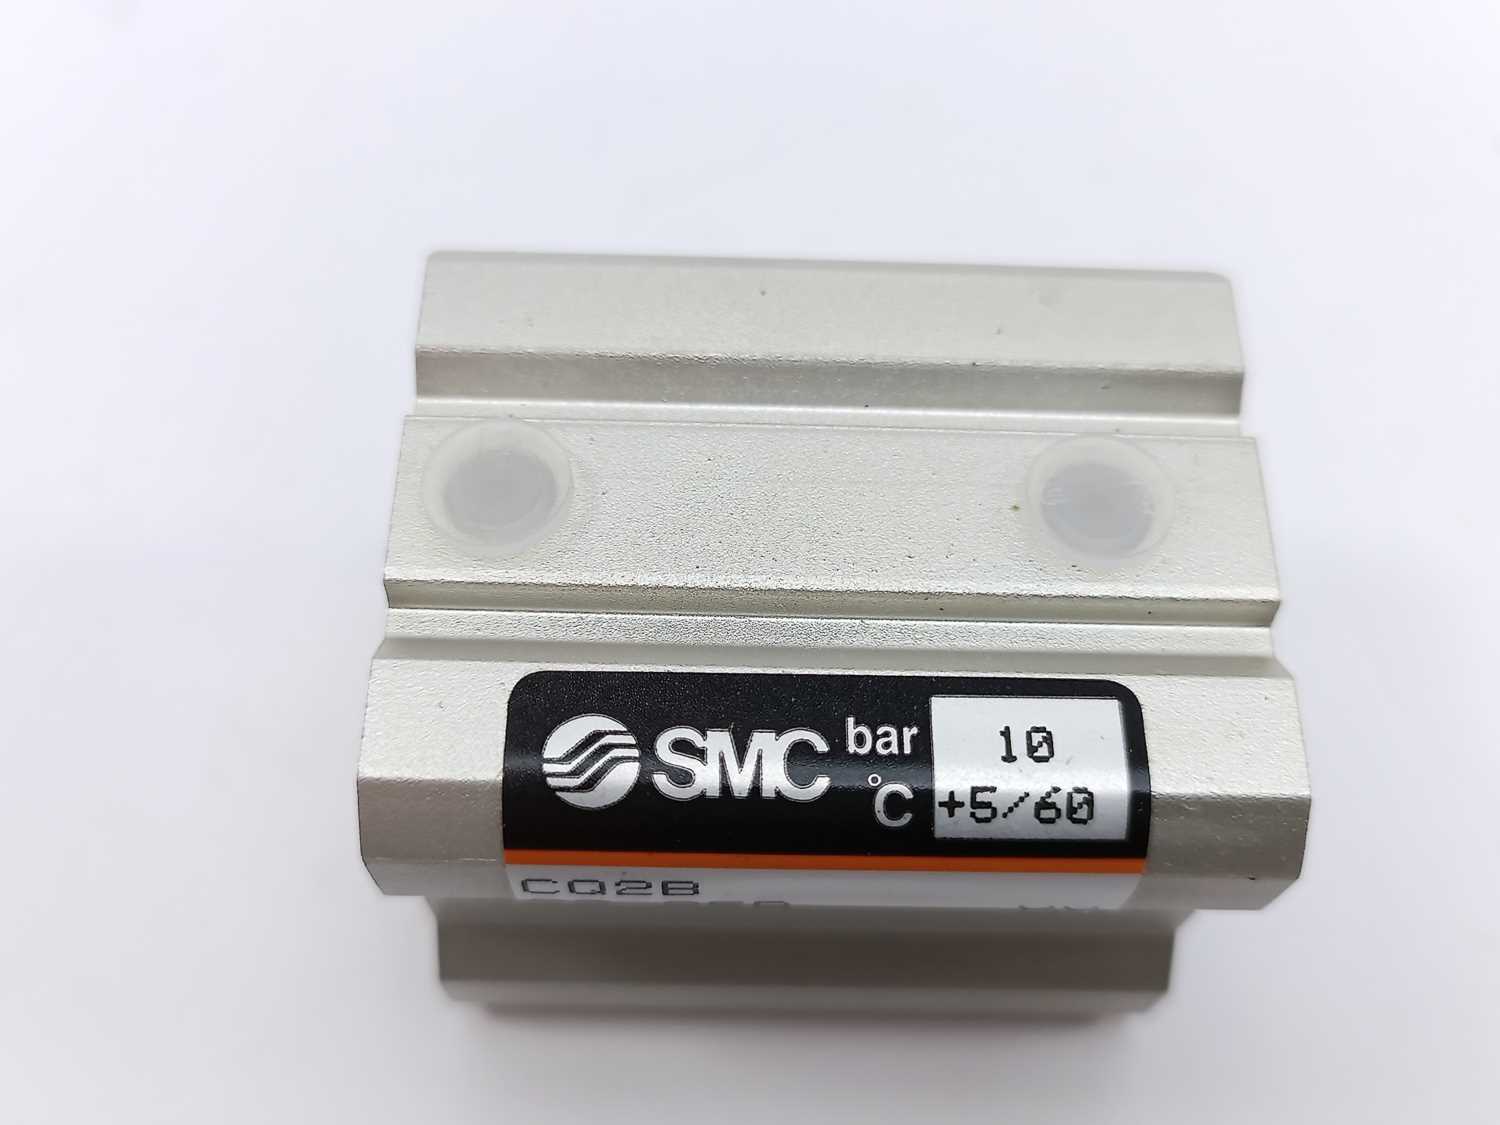 SMC
bar 10
°C +5/60
CQ2B